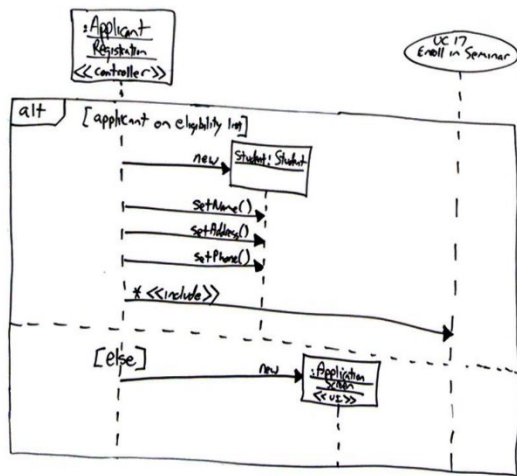 :Applicant
Registration
<<controller>>
UC 17
Enroll in Seminar
alt
[applicant on eligibility list]
new
Student: Student
setName()
setAddress()
setPhone()
* <<include>>
[else]
new
:Application
Screen
<<UI>>